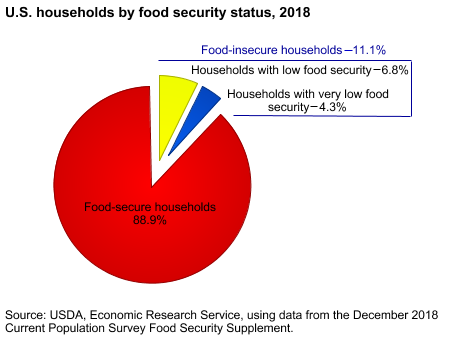 U.S. households by food security status, 2018
Food-insecure households—11.1%
Households with low food security—6.8%
Households with very low food
security—4.3%
Food-secure households
88.9%
Source: USDA, Economic Research Service, using data from the December 2018
Current Population Survey Food Security Supplement.